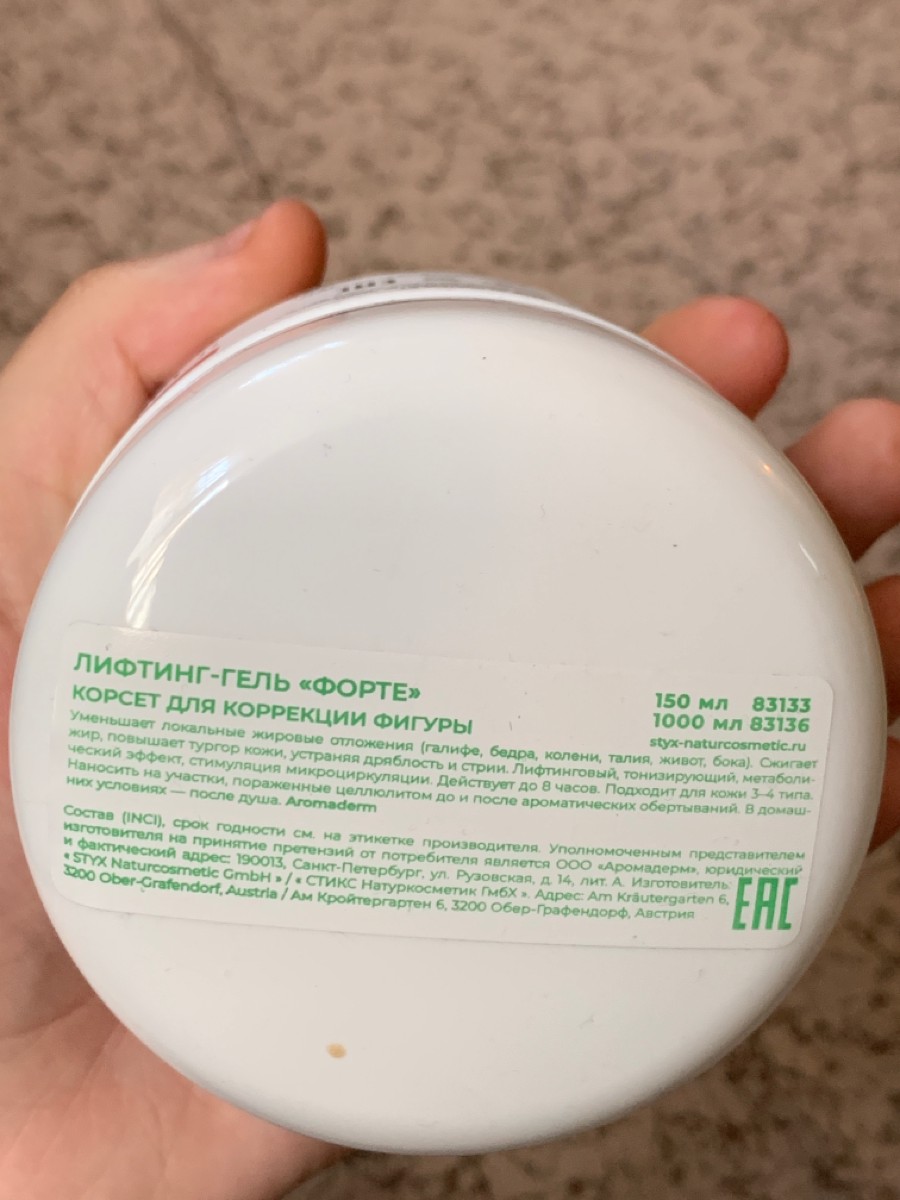 ЛИФТИНГ-ГЕЛЬ «ФОРТЕ»
КОРСЕТ ДЛЯ КОРРЕКЦИИ ФИГУРЫ
150 мл 83133
1000 мл 83136
styx-naturcosmetic.ru
Уменьшает локальные жировые отложения (галифе, бедра, колени, талия, живот, бока). Сжигает
жир, повышает тургор кожи, устраняя дряблость и стрии. Лифтинговый, тонизирующий, метаболи-
ческий эффект, стимуляция микроциркуляции. Действует до 8 часов. Подходит для кожи 3-4 типа.
Наносить на участки, пораженные целлюлитом до и после ароматических обертываний. В домаш-
них условиях — после душа. Aromaderm
Состав (INCI), срок годности см. на этикетке производителя. Уполномоченным представителем
изготовителя на принятие претензий от потребителя является ООО «Аромадерм», юридический
и фактический адрес: 190013, Санкт-Петербург, ул. Рузовская, д. 14, лит. А. Изготовитель:
«STYX Naturcosmetic GmbH» / «СТИКС Натуркосметик ГмбХ». Адрес: Am Kräutergarten 6,
3200 Ober-Grafendorf, Austria / Ам Кройтергартен 6, 3200 Обер-Графендорф, Австрия
ЕАС